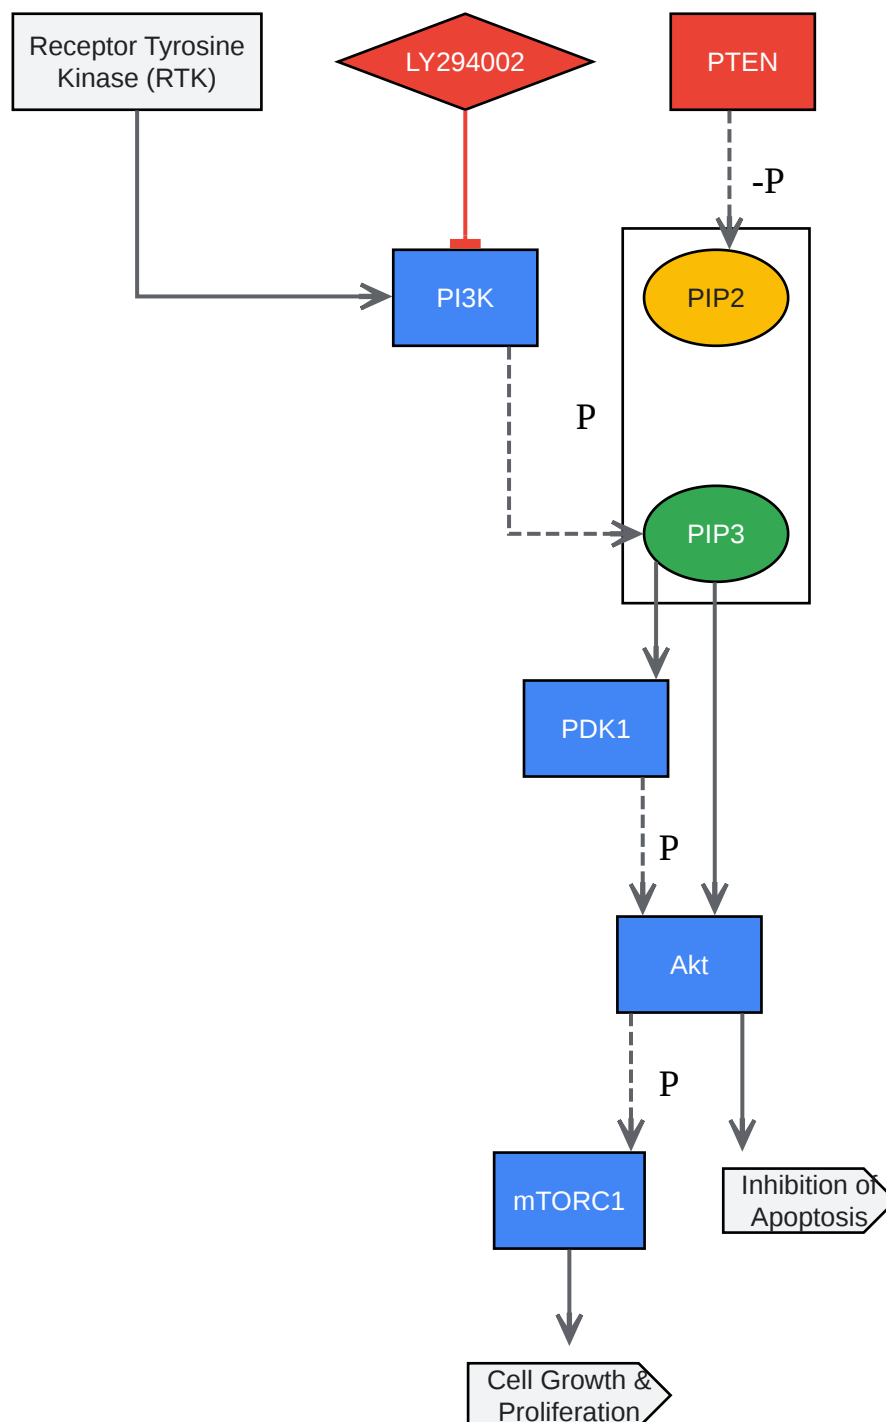 Receptor Tyrosine
Kinase (RTK)
LY294002
PTEN
-P
PI3K
PIP2
P
PIP3
PDK1
P
Akt
P
mTORC1
Inhibition of
Apoptosis
Cell Growth &
Proliferation